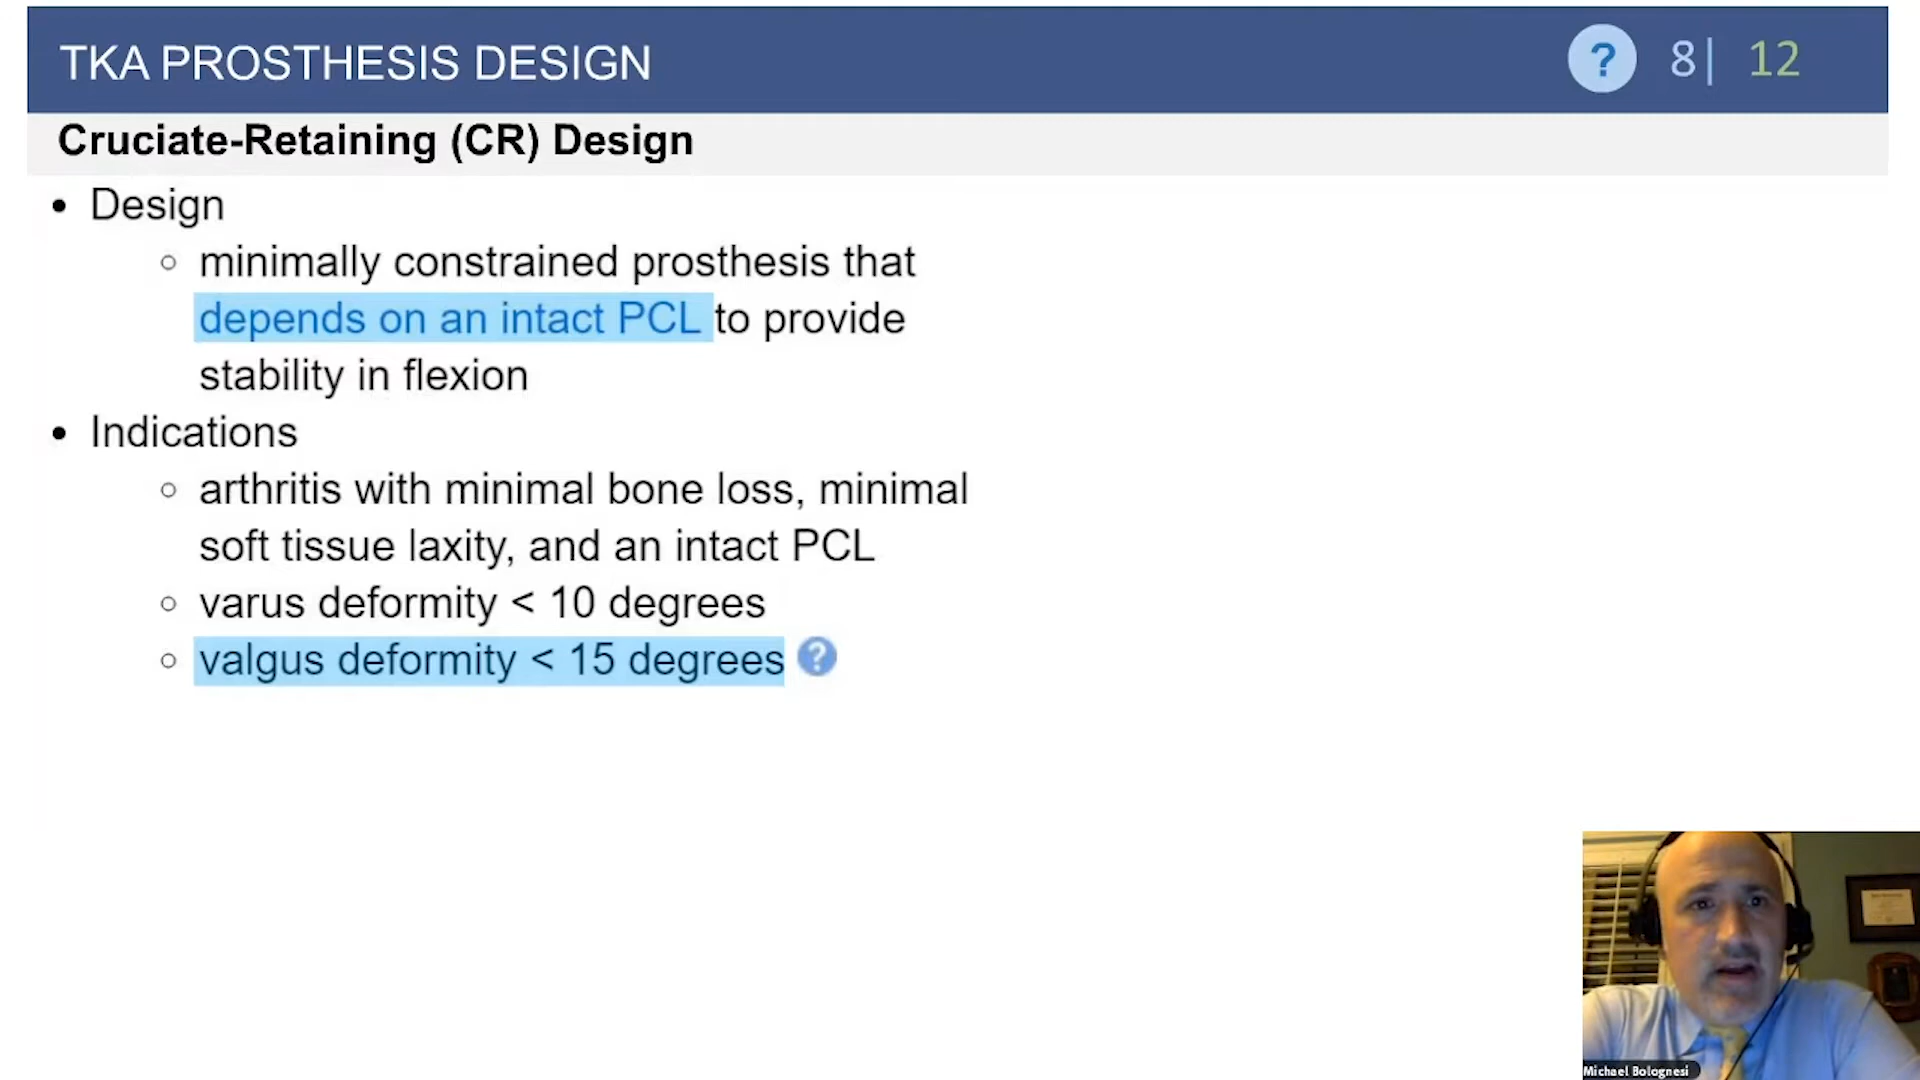 TKA PROSTHESIS DESIGN
? 8| 12
Cruciate-Retaining (CR) Design
• Design
○ minimally constrained prosthesis that
depends on an intact PCL to provide
stability in flexion
• Indications
○ arthritis with minimal bone loss, minimal
soft tissue laxity, and an intact PCL
○ varus deformity < 10 degrees
○ valgus deformity < 15 degrees ?
Michael Bolognesi